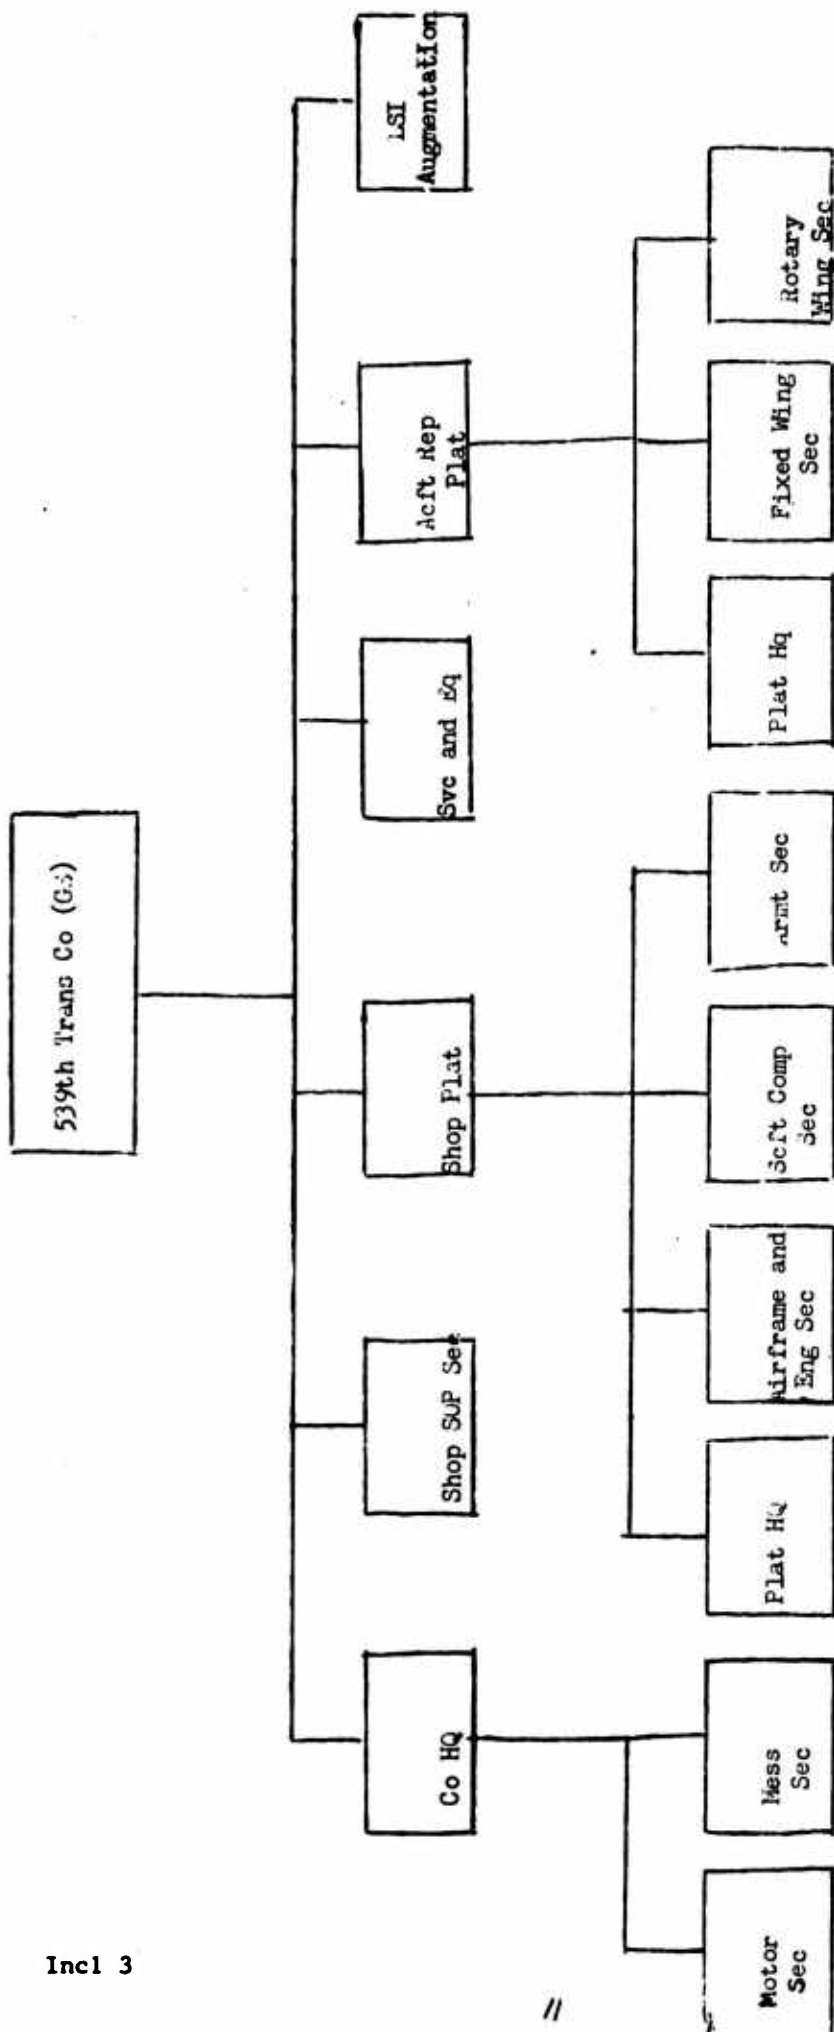 539th Trans Co (GS)
Co HQ
Shop SUP Sec
Shop Plat
Svc and Eq
Acft Rep
Plat
LSI
Augmentation
Motor
Sec
Mess
Sec
Plat HQ
Airframe and
Eng Sec
Comp
Sec
Sec
Plat Hq
Fixed Wing
Sec
Rotary
Wing Sec
Incl 3
11